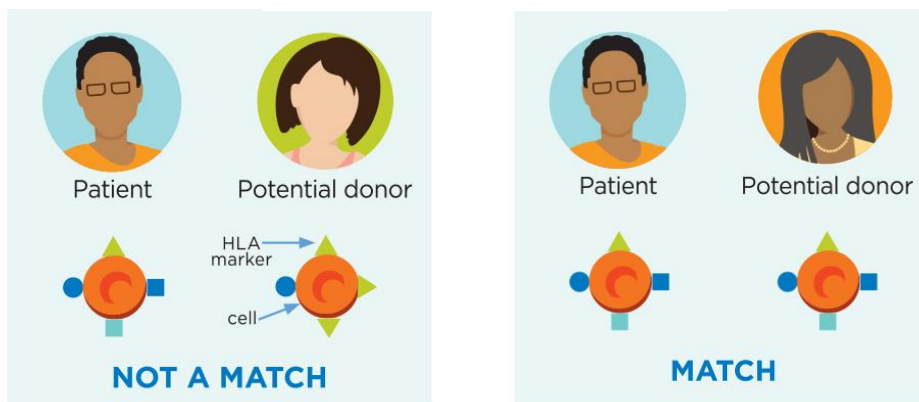 Patient
Potential donor
HLA
marker
cell
NOT A MATCH
Patient
Potential donor
MATCH